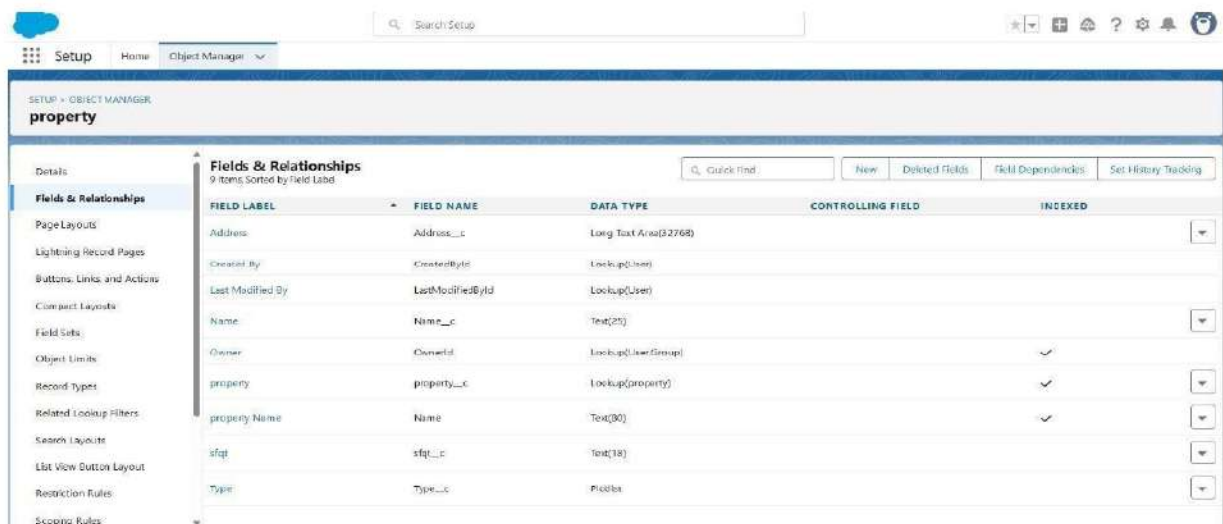 Search Setup
Setup Home Object Manager
SETUP > OBJECT MANAGER
property
Details
Fields & Relationships
Page Layouts
Lightning Record Pages
Buttons, Links, and Actions
Compact Layouts
Field Sets
Object Limits
Record Types
Related Lookup Filters
Search Layouts
List View Button Layout
Restriction Rules
Scoping Rules
Fields & Relationships
9 Items, Sorted by Field Label
Quick Find
New Deleted Fields Field Dependencies Set History Tracking
FIELD LABEL FIELD NAME DATA TYPE CONTROLLING FIELD INDEXED
Address Address__c Long Text Area(32768)
Created By CreatedById Lookup(User)
Last Modified By LastModifiedById Lookup(User)
Name Name__c Text(25)
Owner OwnerId Lookup(User,Group)
property property__c Lookup(property)
property Name Name Text(80)
sfqt sfqt__c Text(18)
Type Type__c Picklist